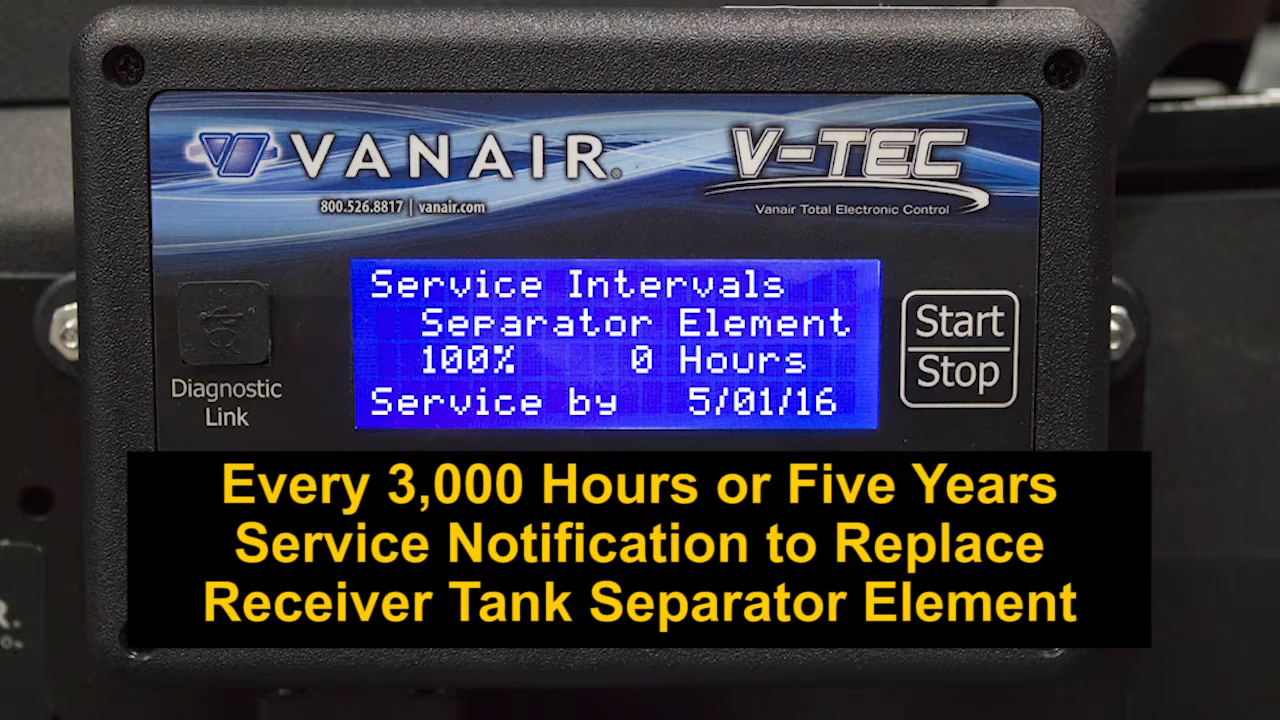 VANAIR®
V-TEC
800.526.8817 | vanair.com
Vanair Total Electronic Control
Service Intervals
Separator Element
100% 0 Hours
Service by 5/01/16
Diagnostic
Link
Start
Stop
Every 3,000 Hours or Five Years
Service Notification to Replace
Receiver Tank Separator Element